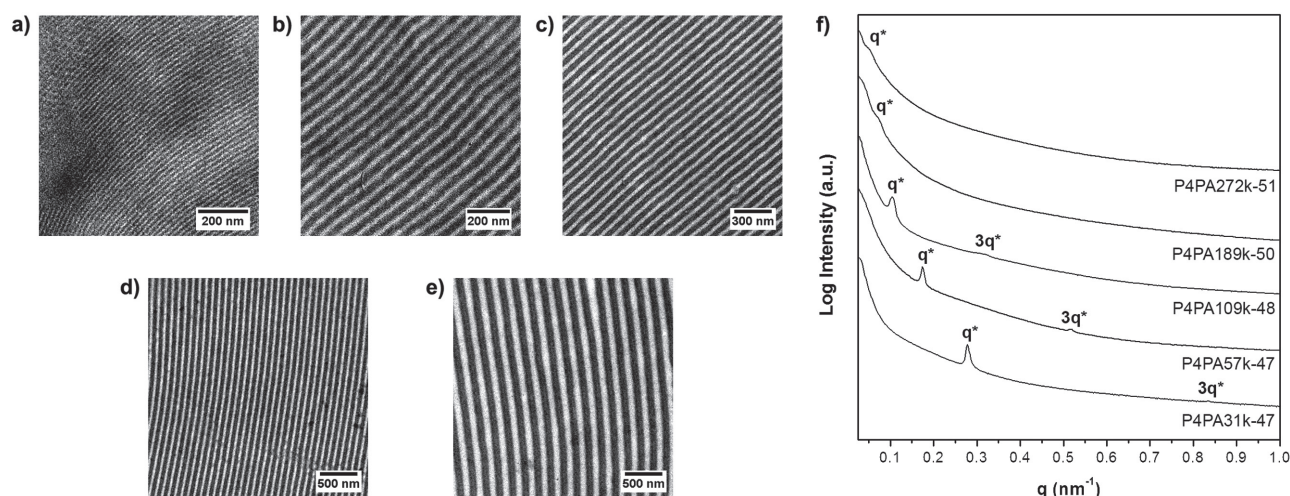 a)
200 nm
b)
200 nm
c)
300 nm
d)
500 nm
e)
500 nm
f)
Log Intensity (a.u.)
q*
P4PA272k-51
q*
P4PA189k-50
q*
3q*
P4PA109k-48
q*
3q*
P4PA57k-47
q*
3q*
P4PA31k-47
0.1 0.2 0.3 0.4 0.5 0.6 0.7 0.8 0.9 1.0
q (nm⁻¹)